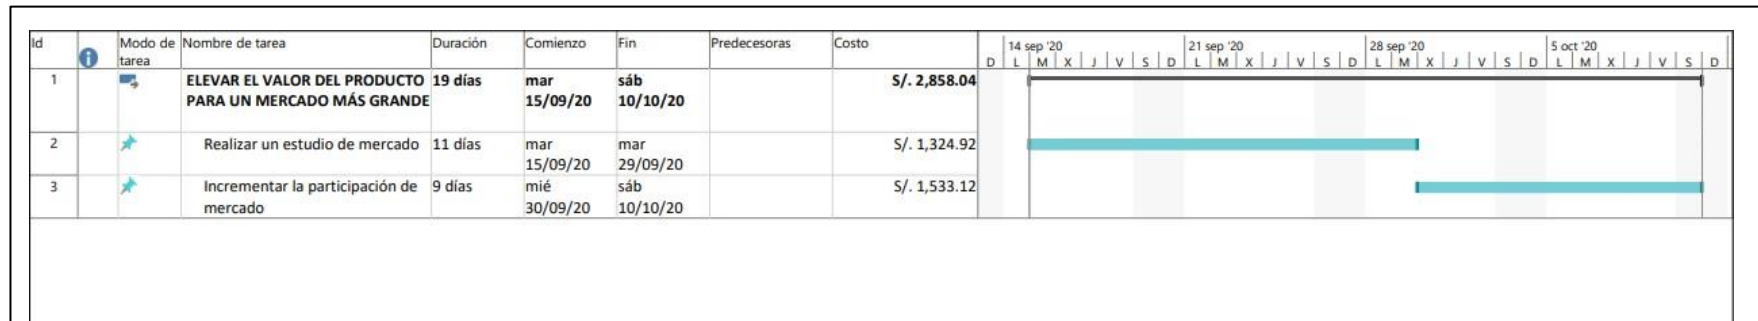 Id Modo de tarea Nombre de tarea Duración Comienzo Fin Predecesoras Costo
14 sep '20 21 sep '20 28 sep '20 5 oct '20
D L M X J V S D L M X J V S D L M X J V S D L M X J V S D
1 ELEVAR EL VALOR DEL PRODUCTO 19 días mar sáb S/. 2,858.04
PARA UN MERCADO MÁS GRANDE 15/09/20 10/10/20
2 Realizar un estudio de mercado 11 días mar mar S/. 1,324.92
15/09/20 29/09/20
3 Incrementar la participación de 9 días mié sáb S/. 1,533.12
mercado 30/09/20 10/10/20